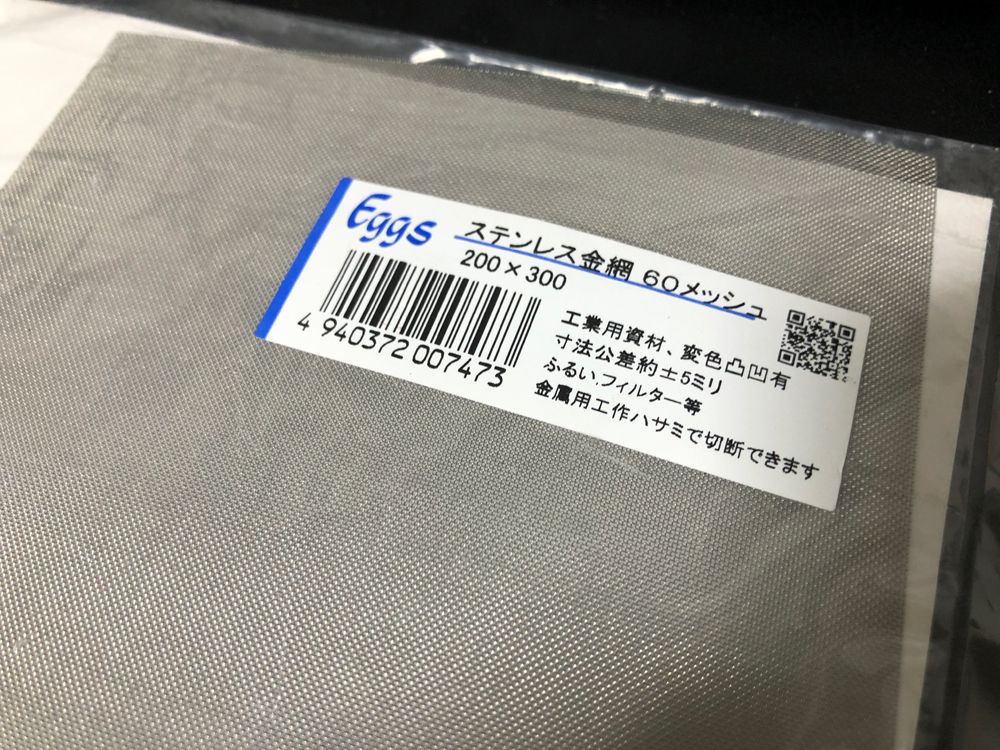 Eggs
ステンレス金網 60メッシュ
200×300
4 940372 007473
工業用資材、変色凸凹有
寸法公差約±5ミリ
ふるい、フィルター等
金属用工作ハサミで切断できます